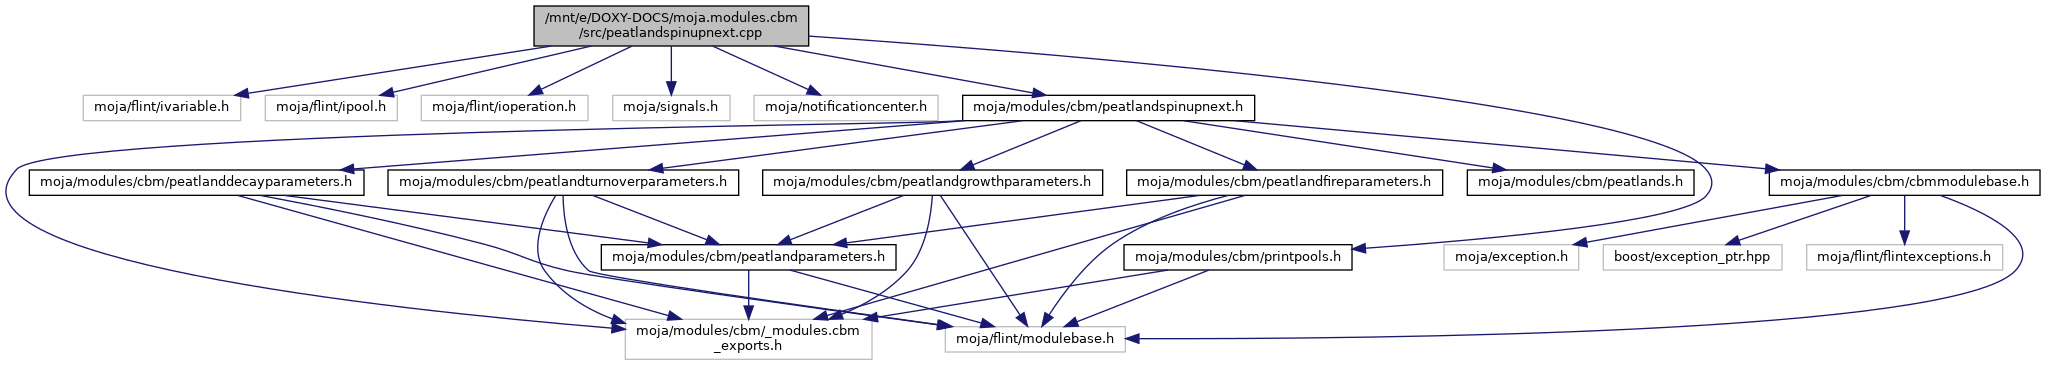 /mnt/e/DOXY-DOCS/moja.modules.cbm
/src/peatlandspinupnext.cpp
moja/flint/ivariable.h
moja/flint/ipool.h
moja/flint/ioperation.h
moja/signals.h
moja/notificationcenter.h
moja/modules/cbm/peatlandspinupnext.h
moja/modules/cbm/peatlanddecayparameters.h
moja/modules/cbm/peatlandturnoverparameters.h
moja/modules/cbm/peatlandgrowthparameters.h
moja/modules/cbm/peatlandfireparameters.h
moja/modules/cbm/peatlands.h
moja/modules/cbm/cbmmodulebase.h
moja/modules/cbm/peatlandparameters.h
moja/modules/cbm/printpools.h
moja/exception.h
boost/exception_ptr.hpp
moja/flint/flintexceptions.h
moja/modules/cbm/_modules.cbm
_exports.h
moja/flint/modulebase.h